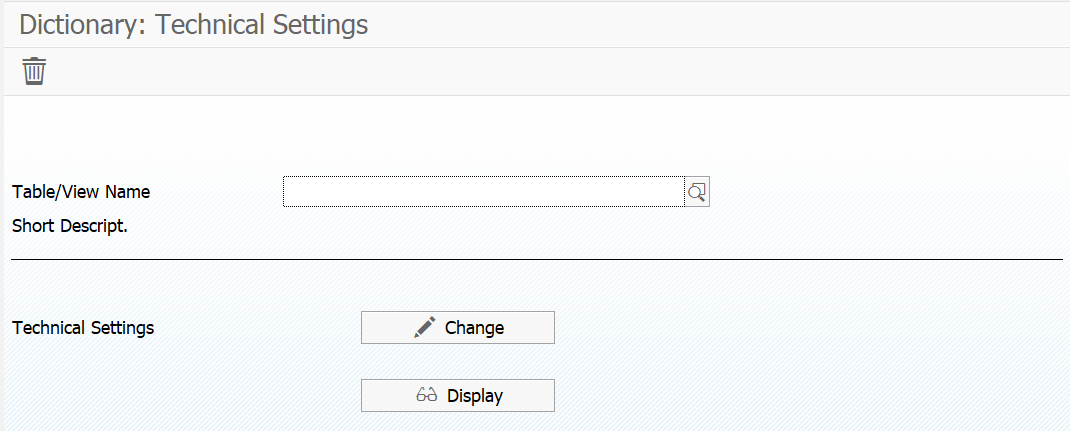 Dictionary: Technical Settings
Table/View Name
Short Descript.
Technical Settings
Change
Display